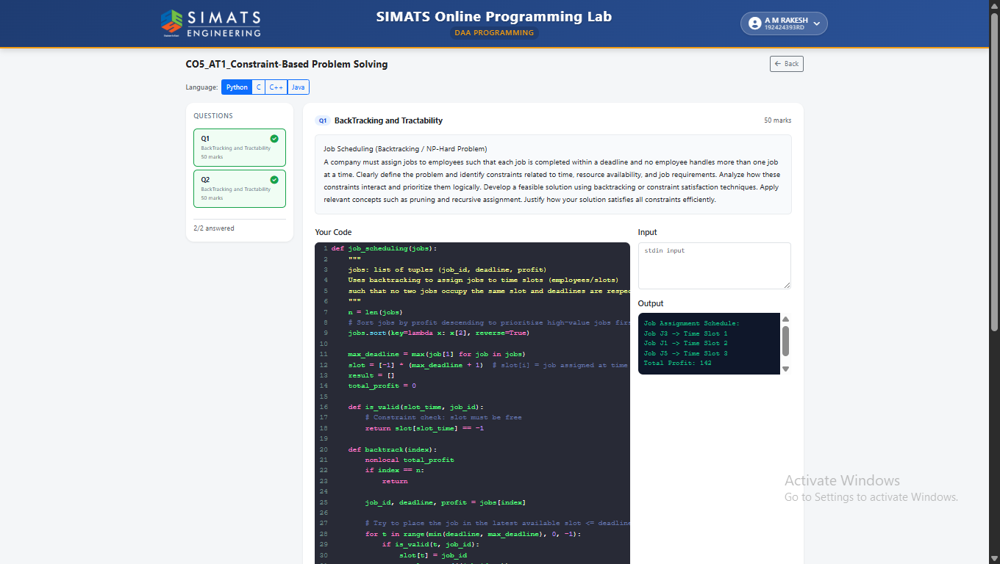 SIMATS
ENGINEERING
SIMATS Online Programming Lab
DAA PROGRAMMING
A M RAKESH
192424393RD
CO5_AT1_Constraint-Based Problem Solving
← Back
Language: Python C C++ Java
QUESTIONS
Q1
BackTracking and Tractability
50 marks
Q2
BackTracking and Tractability
50 marks
2/2 answered
Q1 BackTracking and Tractability 50 marks
Job Scheduling (Backtracking / NP-Hard Problem)
A company must assign jobs to employees such that each job is completed within a deadline and no employee handles more than one job
at a time. Clearly define the problem and identify constraints related to time, resource availability, and job requirements. Analyze how these
constraints interact and prioritize them logically. Develop a feasible solution using backtracking or constraint satisfaction techniques. Apply
relevant concepts such as pruning and recursive assignment. Justify how your solution satisfies all constraints efficiently.
Your Code
1 def job_scheduling(jobs):
2     """
3     jobs: list of tuples (job_id, deadline, profit)
4     Uses backtracking to assign jobs to time slots (employees/slots)
5     such that no two jobs occupy the same slot and deadlines are respec
6     """
7     n = len(jobs)
8     # Sort jobs by profit descending to prioritize high-value jobs firs
9     jobs.sort(key=lambda x: x[2], reverse=True)
10
11     max_deadline = max(job[1] for job in jobs)
12     slot = [-1] * (max_deadline + 1)  # slot[i] = job assigned at time
13     result = []
14     total_profit = 0
15
16     def is_valid(slot_time, job_id):
17         # Constraint check: slot must be free
18         return slot[slot_time] == -1
19
20     def backtrack(index):
21         nonlocal total_profit
22         if index == n:
23             return
24
25         job_id, deadline, profit = jobs[index]
26
27         # Try to place the job in the latest available slot <= deadline
28         for t in range(min(deadline, max_deadline), 0, -1):
29             if is_valid(t, job_id):
30                 slot[t] = job_id
Input
stdin input
Output
Job Assignment Schedule:
Job J3 -> Time Slot 1
Job J1 -> Time Slot 2
Job J5 -> Time Slot 3
Total Profit: 142
Activate Windows
Go to Settings to activate Windows.